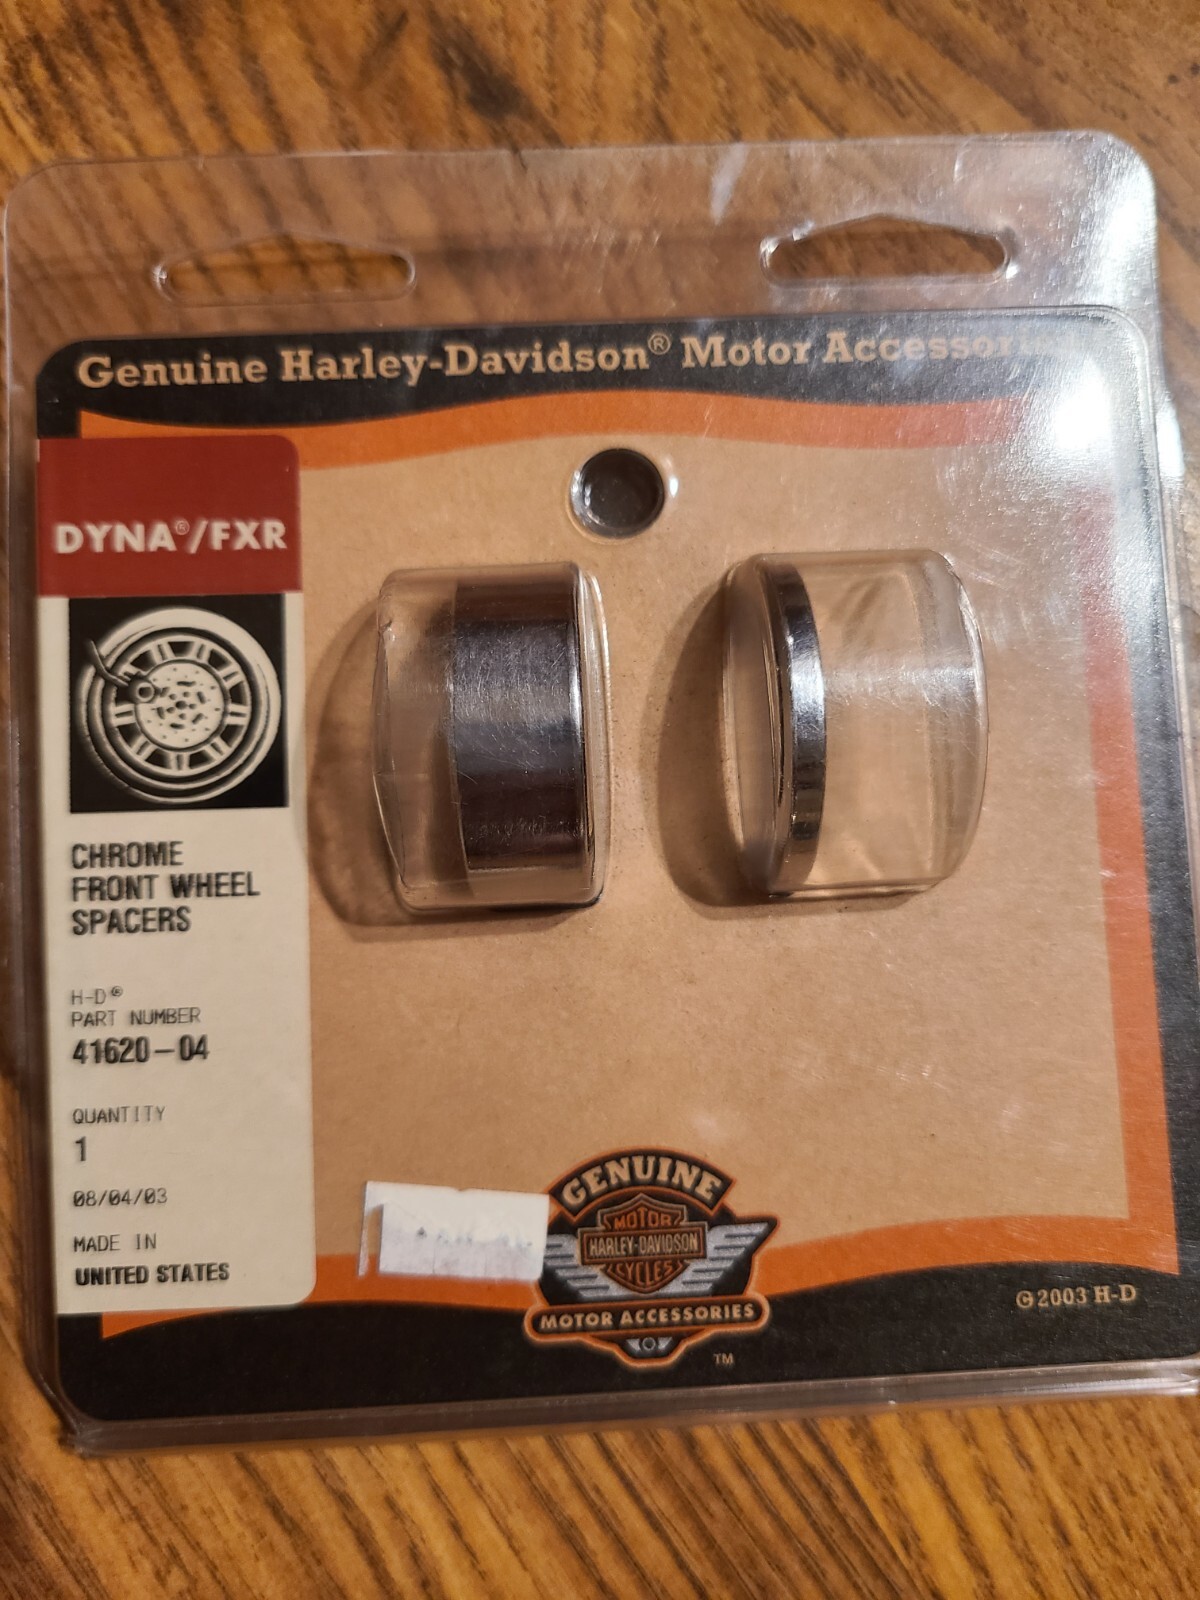 Genuine Harley-Davidson® Motor Accessories
DYNA®/FXR
CHROME
FRONT WHEEL
SPACERS
H-D®
PART NUMBER
41620-04
QUANTITY
1
08/04/03
MADE IN
UNITED STATES
GENUINE
MOTOR
HARLEY-DAVIDSON
CYCLES
MOTOR ACCESSORIES
TM
©2003 H-D